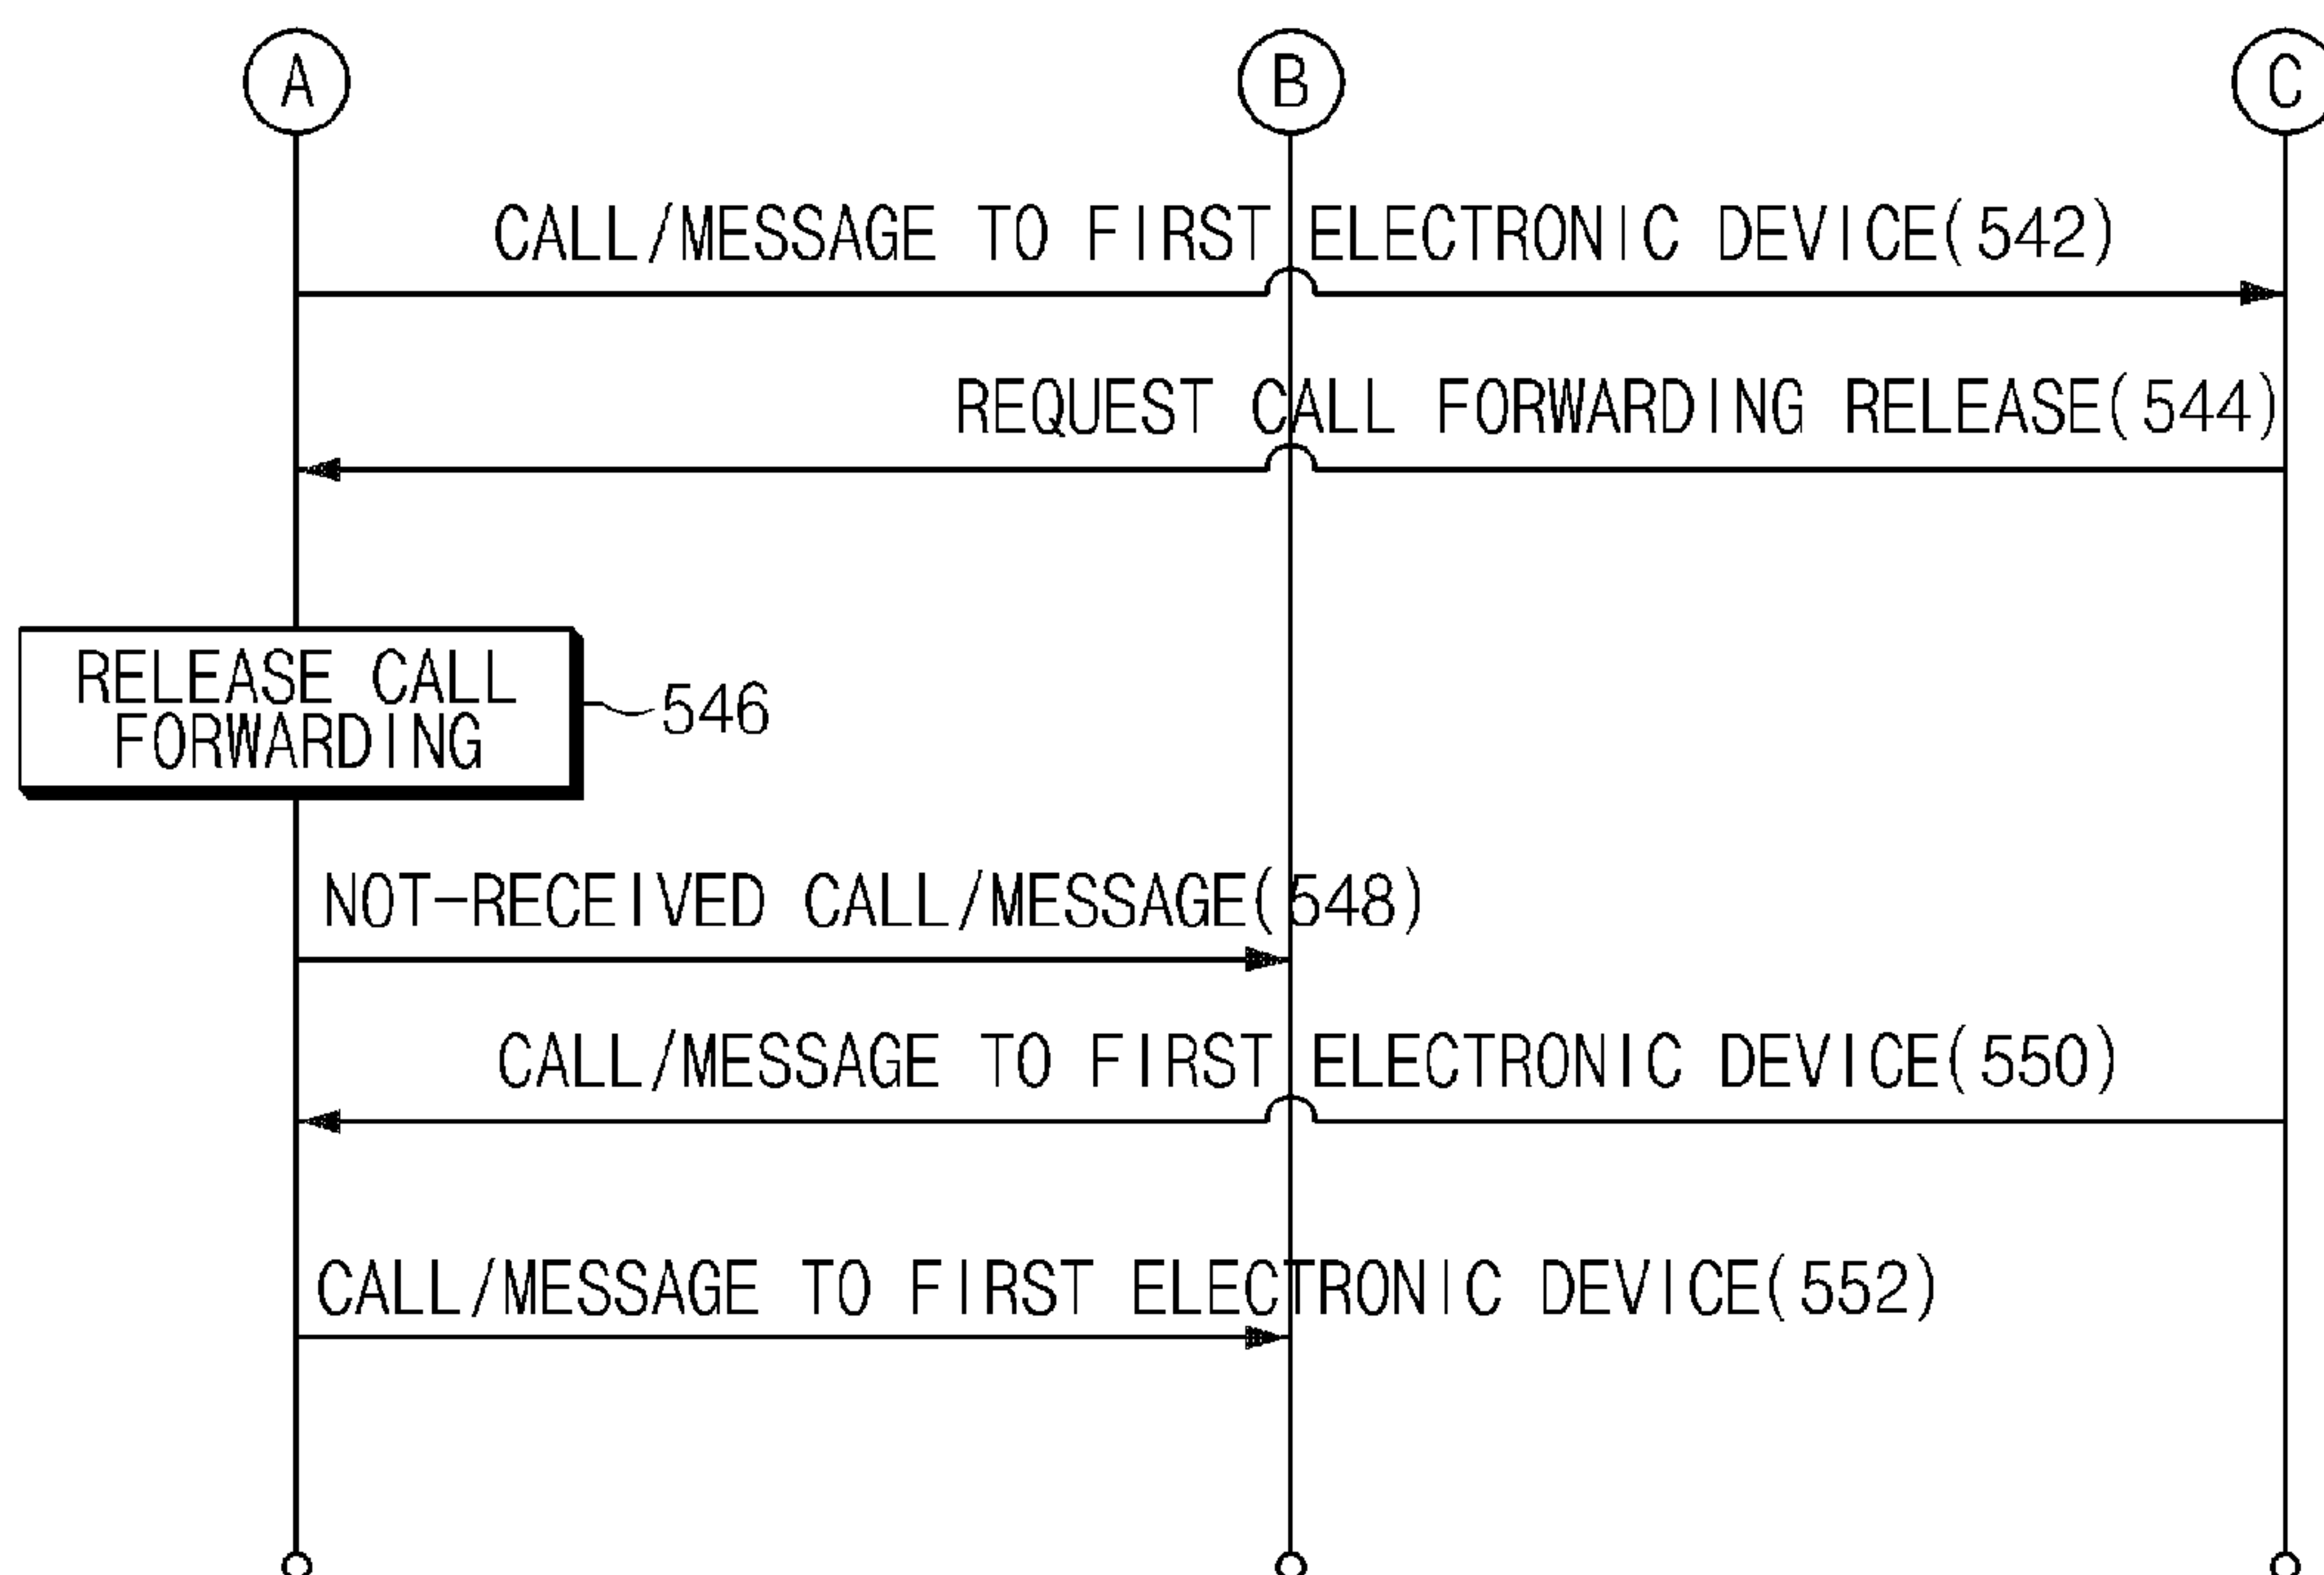 A B C
CALL/MESSAGE TO FIRST ELECTRONIC DEVICE(542)
REQUEST CALL FORWARDING RELEASE(544)
RELEASE CALL
FORWARDING
546
NOT-RECEIVED CALL/MESSAGE(548)
CALL/MESSAGE TO FIRST ELECTRONIC DEVICE(550)
CALL/MESSAGE TO FIRST ELECTRONIC DEVICE(552)